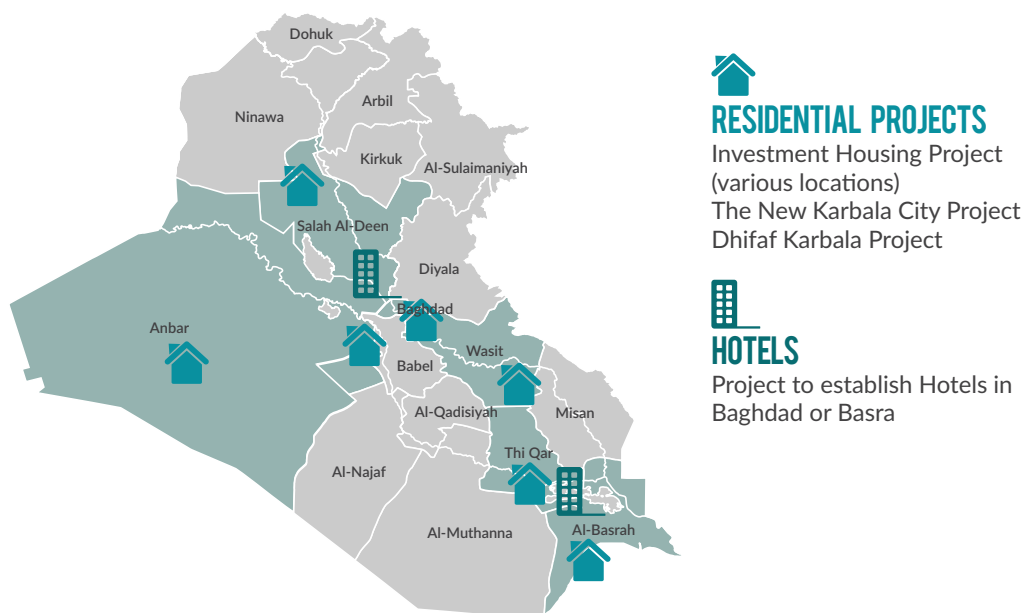 Dohuk
Arbil
Ninawa
Kirkuk
Al-Sulaimaniyah
Salah Al-Deen
Diyala
Baghdad
Anbar
Wasit
Babel
Al-Qadisiyah
Misan
Thi Qar
Al-Najaf
Al-Muthanna
Al-Basrah
RESIDENTIAL PROJECTS
Investment Housing Project
(various locations)
The New Karbala City Project
Dhifaf Karbala Project
HOTELS
Project to establish Hotels in
Baghdad or Basra